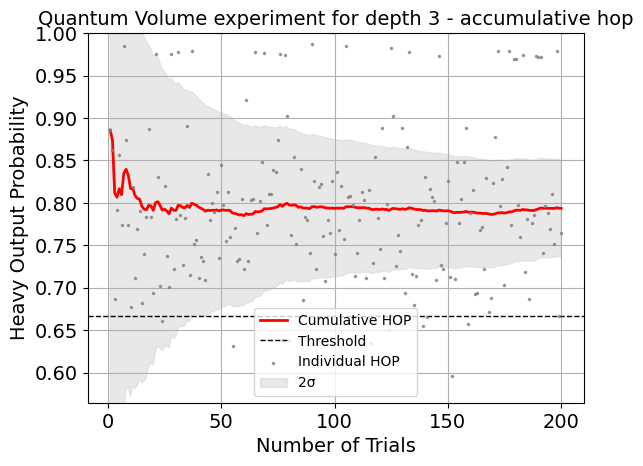 Quantum Volume experiment for depth 3 - accumulative hop
Heavy Output Probability
1.00
0.95
0.90
0.85
0.80
0.75
0.70
0.65
0.60
Cumulative HOP
Threshold
Individual HOP
2σ
0
50
100
150
200
Number of Trials